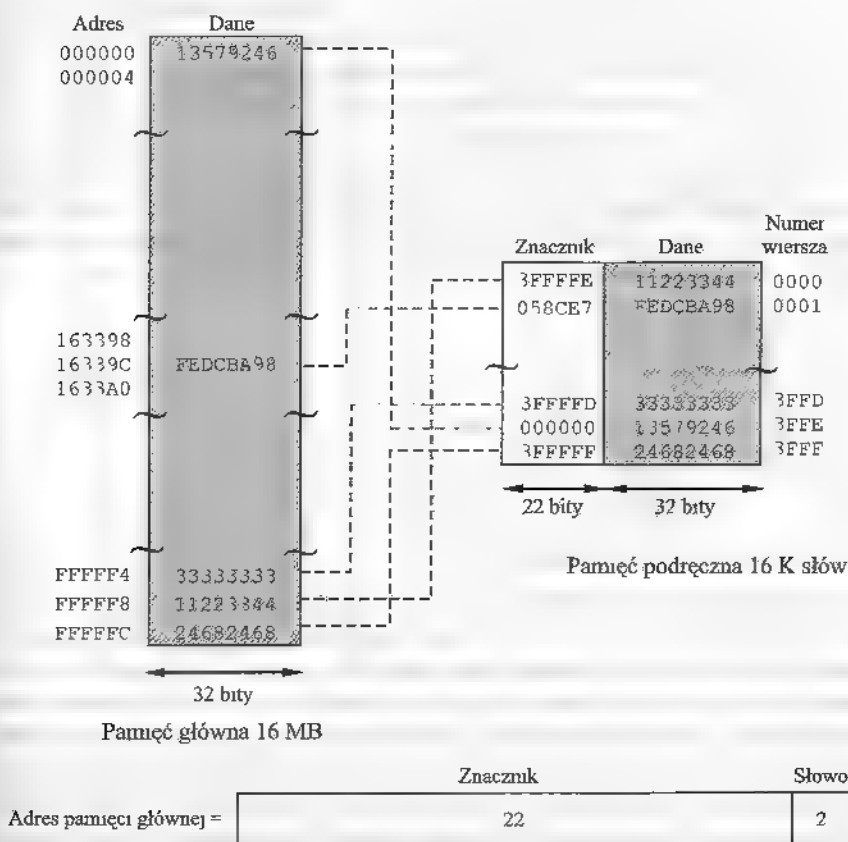 Adres Dane
000000 13579246
000004
163398
16339C FEDCBA98
1633A0
FFFFF4 33333333
FFFFF8 11223344
FFFFFC 24682468
32 bity
Pamięć główna 16 MB
Znacznik Dane Numer wiersza
3FFFFE 11223344 0000
058CE7 FEDCBA98 0001
3FFFFD 33333333 3FFD
000000 13579246 3FFE
3FFFFF 24682468 3FFF
22 bity 32 bity
Pamięć podręczna 16 K słów
Znacznik Słowo
Adres pamięci głównej = 22 2